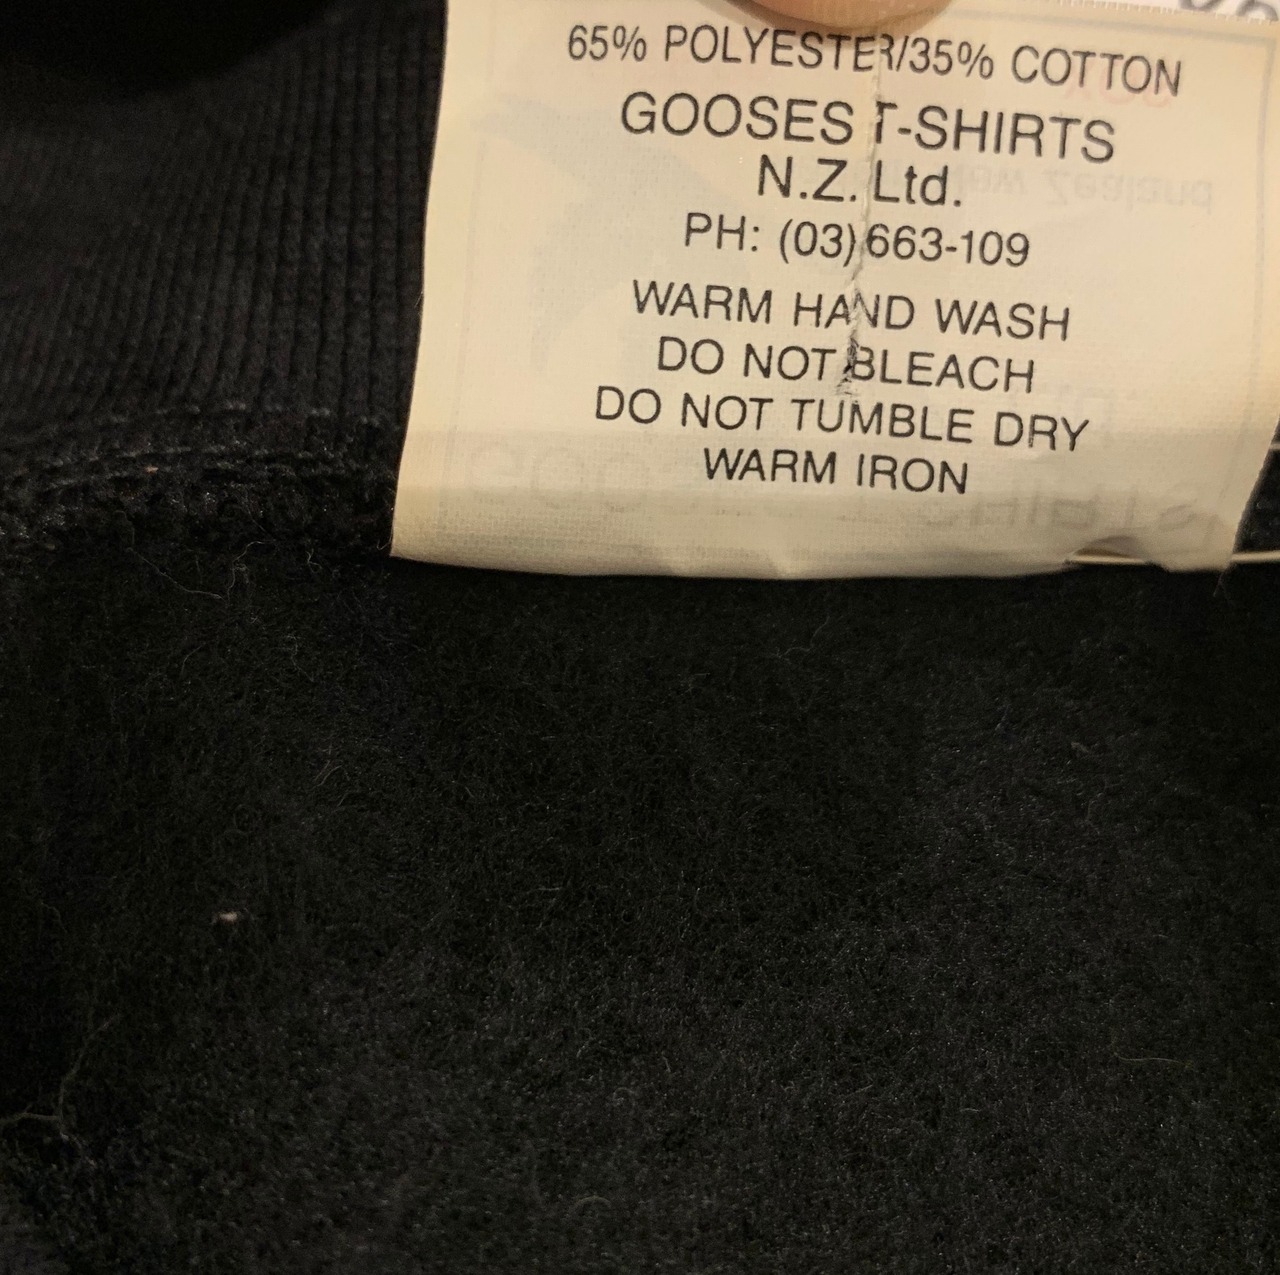 65% POLYESTER/35% COTTON
GOOSES T-SHIRTS
N.Z. Ltd.
PH: (03) 663-109
WARM HAND WASH
DO NOT BLEACH
DO NOT TUMBLE DRY
WARM IRON